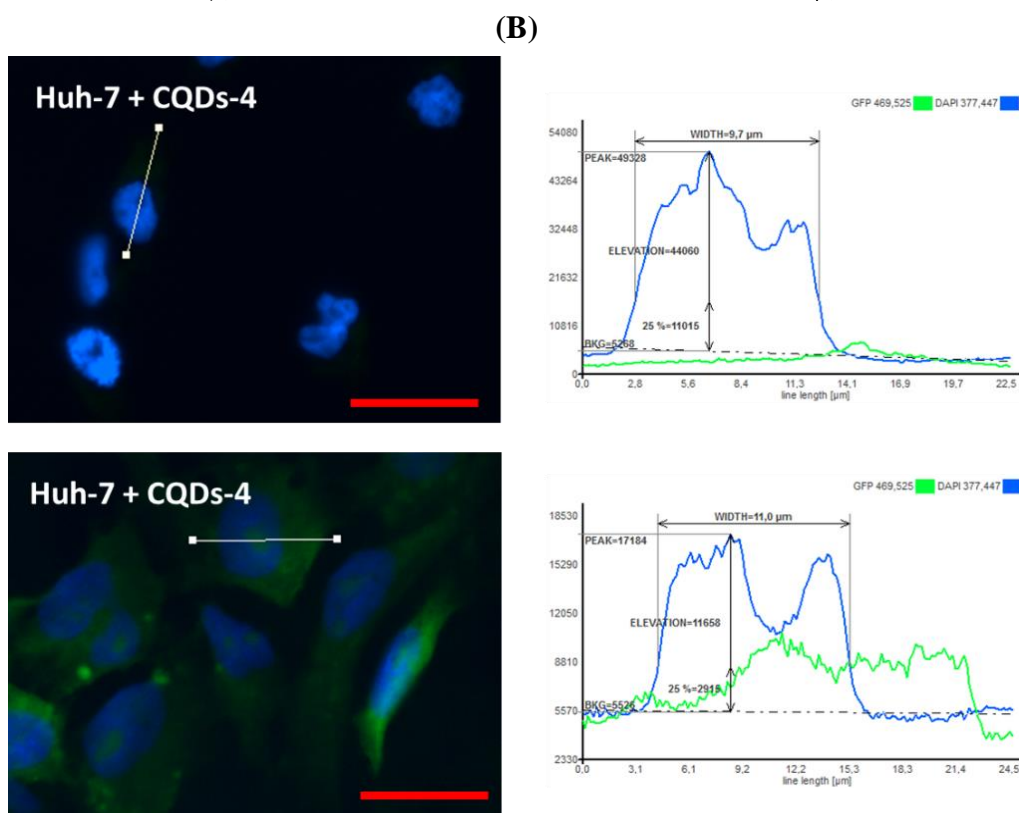 (B)
Huh-7 + CQDs-4
GFP 469,525 DAPI 377,447
54080
WIDTH=9,7 µm
PEAK=49328
43264
32448
ELEVATION=44060
21632
25 %=11015
10816
BKG=5268
0
0,0 2,8 5,6 8,4 11,3 14,1 16,9 19,7 22,5
line length [µm]
Huh-7 + CQDs-4
GFP 469,525 DAPI 377,447
18530
WIDTH=11,0 µm
PEAK=17184
15290
12050
ELEVATION=11658
8810
25 %=2915
5570
BKG=5526
2330
0,0 3,1 6,1 9,2 12,2 15,3 18,3 21,4 24,5
line length [µm]